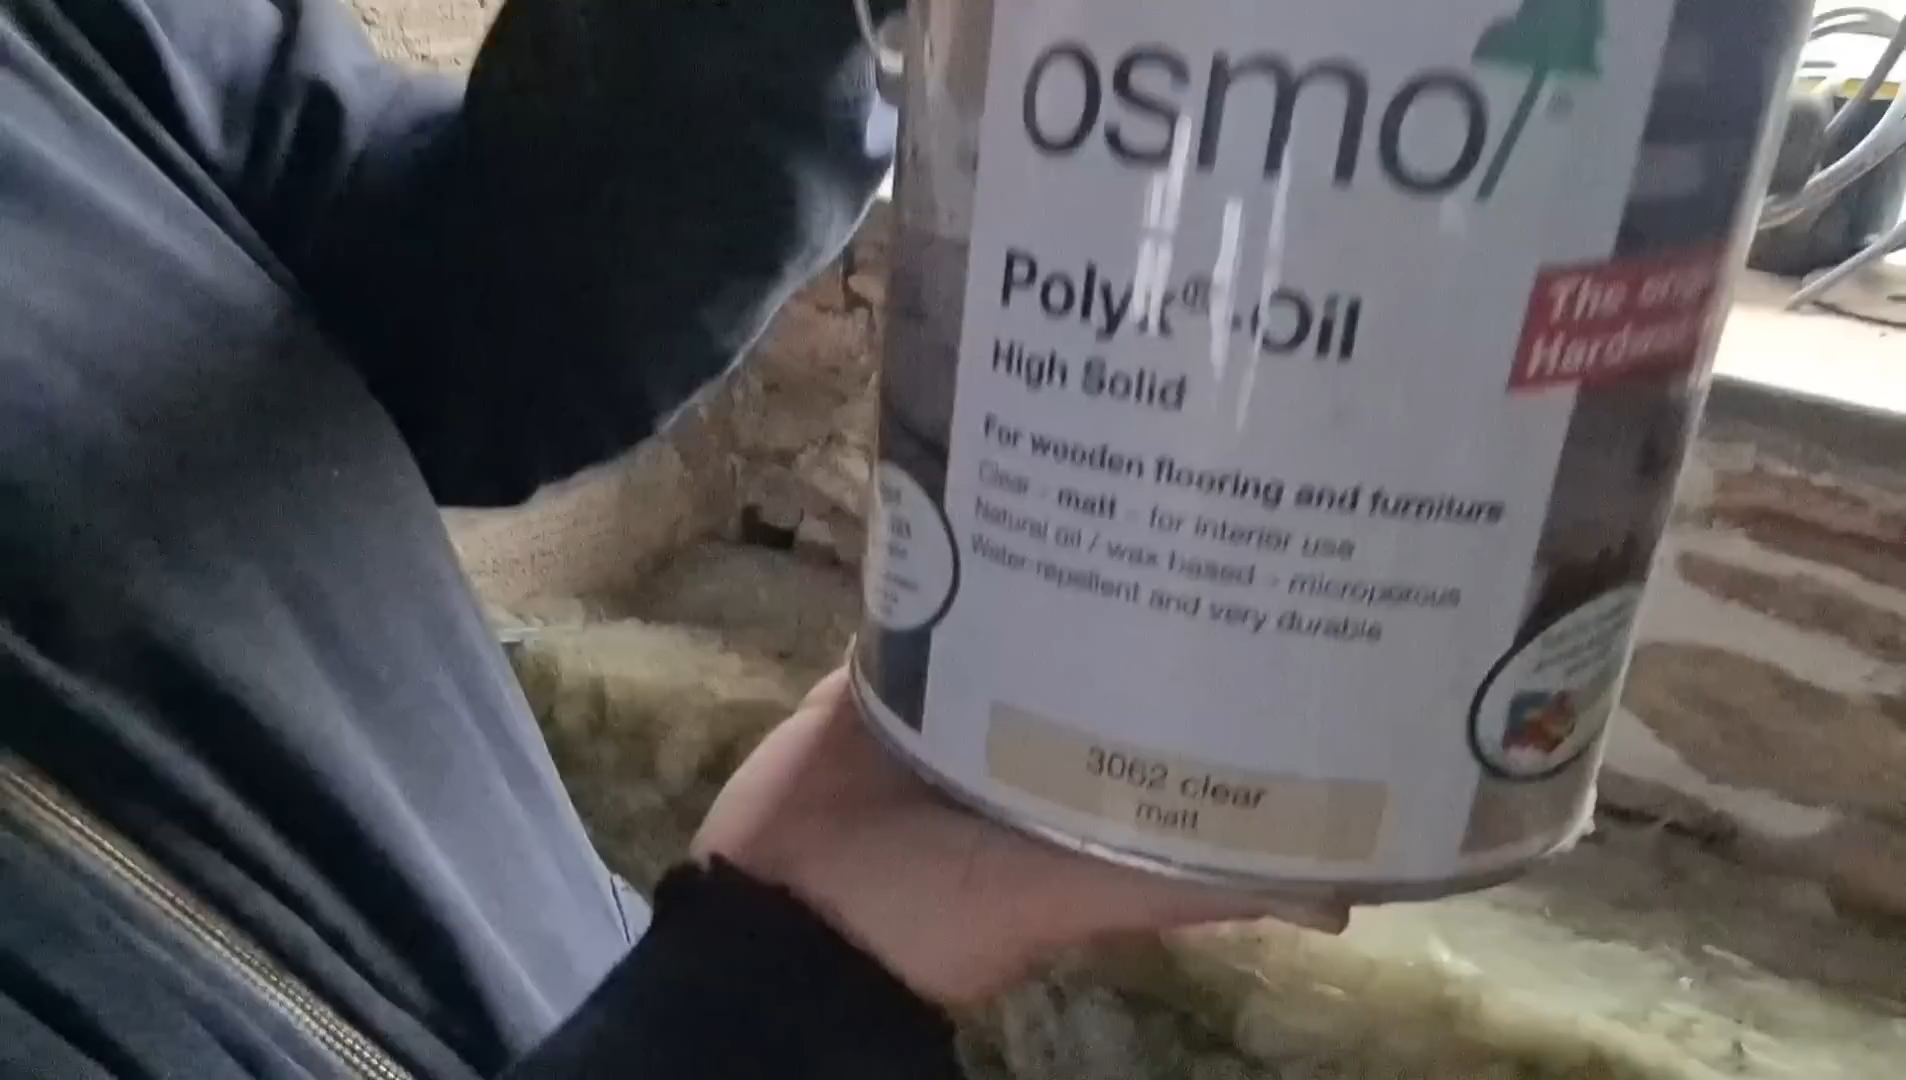 osmo
Polyx®-Oil
High Solid
The
For wooden flooring and furniture
Clear - matt - for interior use
Natural oil / wax based - microporous
Water-repellent and very durable
3062 clear
matt